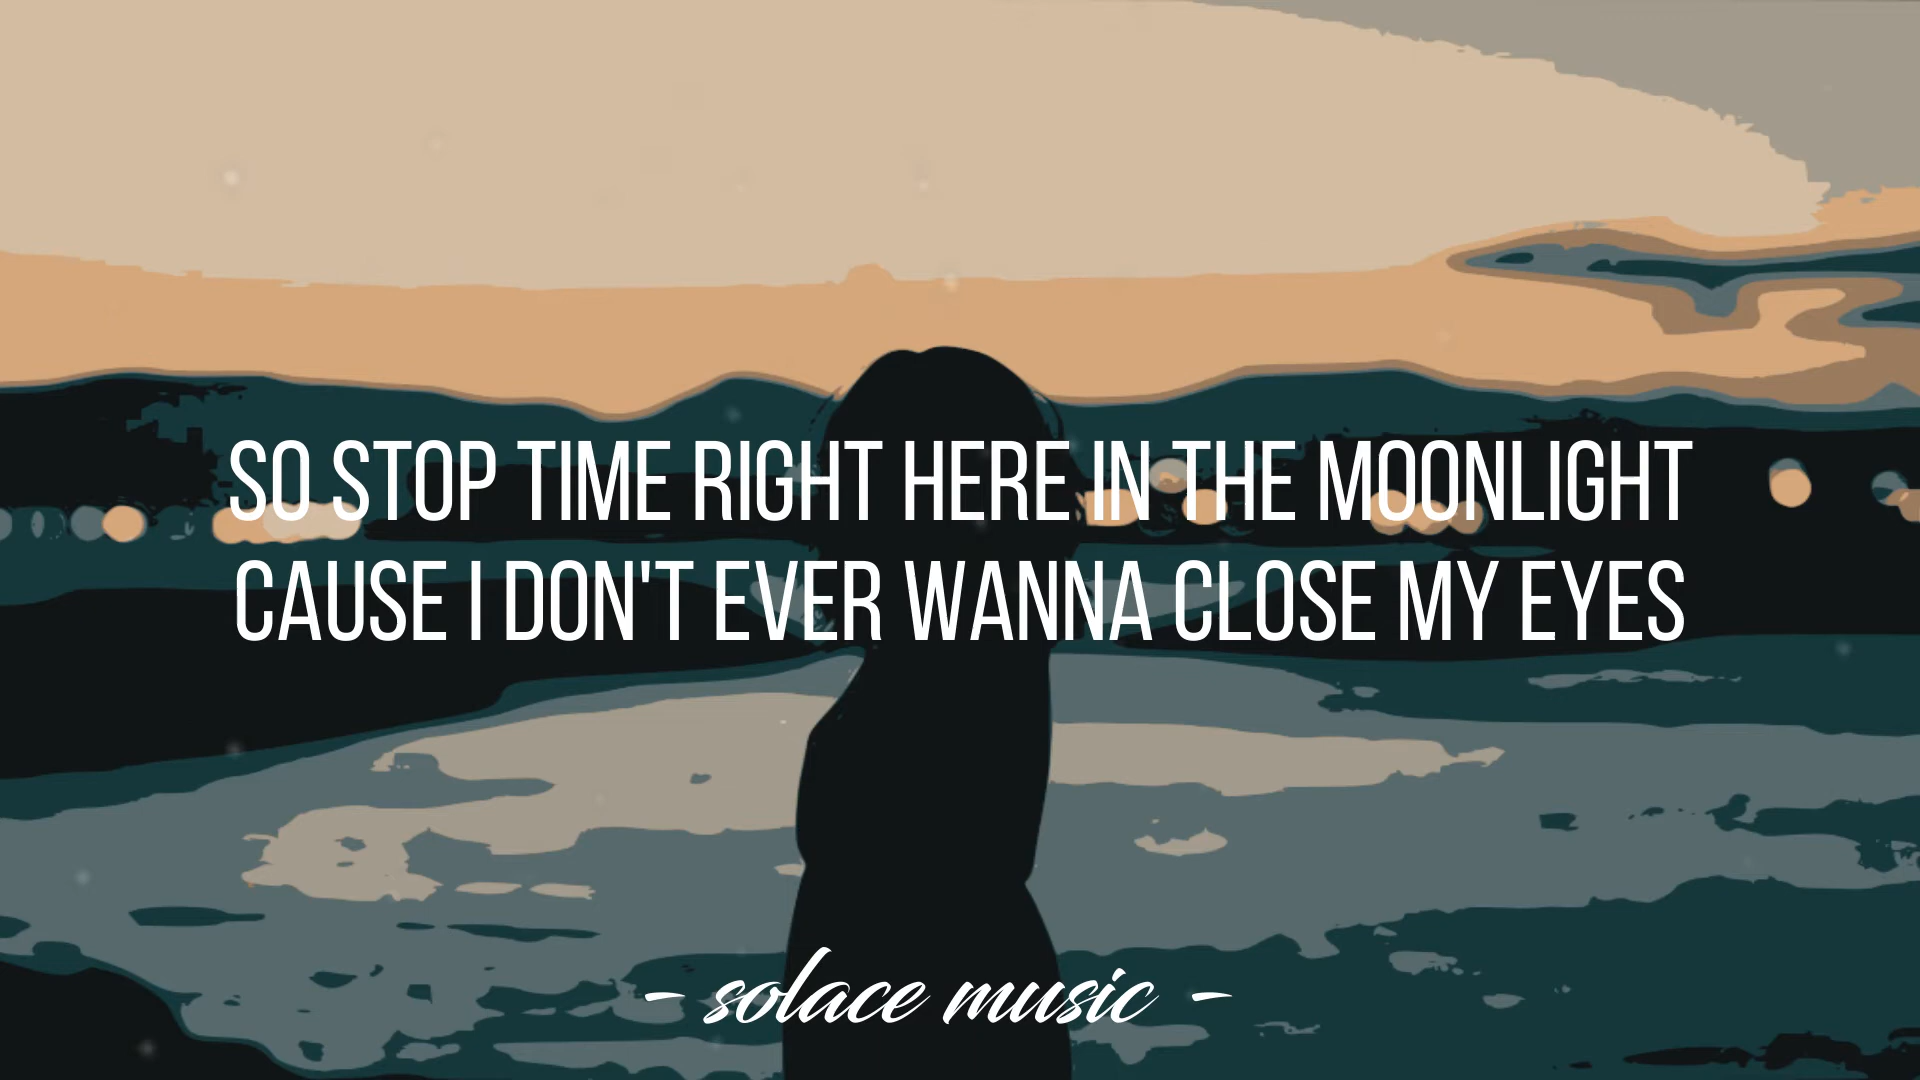 SO STOP TIME RIGHT HERE IN THE MOONLIGHT
CAUSE I DON'T EVER WANNA CLOSE MY EYES
- solace music -